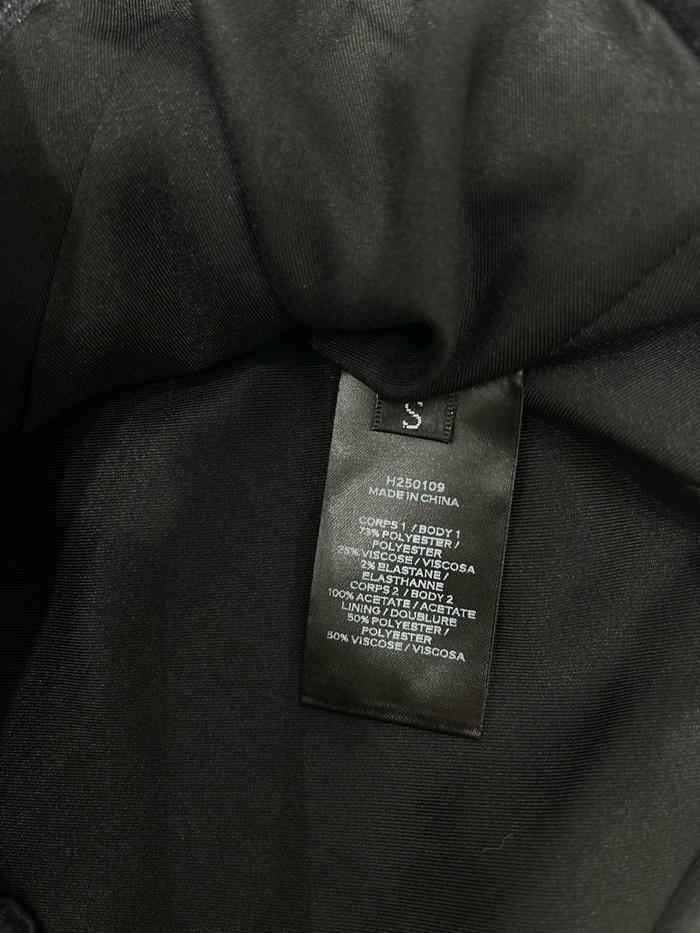 S
H250109
MADE IN CHINA
CORPS 1 / BODY 1
73% POLYESTER /
POLYESTER
25% VISCOSE / VISCOSA
2% ELASTANE /
ELASTHANNE
CORPS 2 / BODY 2
100% ACETATE / ACETATE
LINING / DOUBLURE
50% POLYESTER /
POLYESTER
50% VISCOSE / VISCOSA